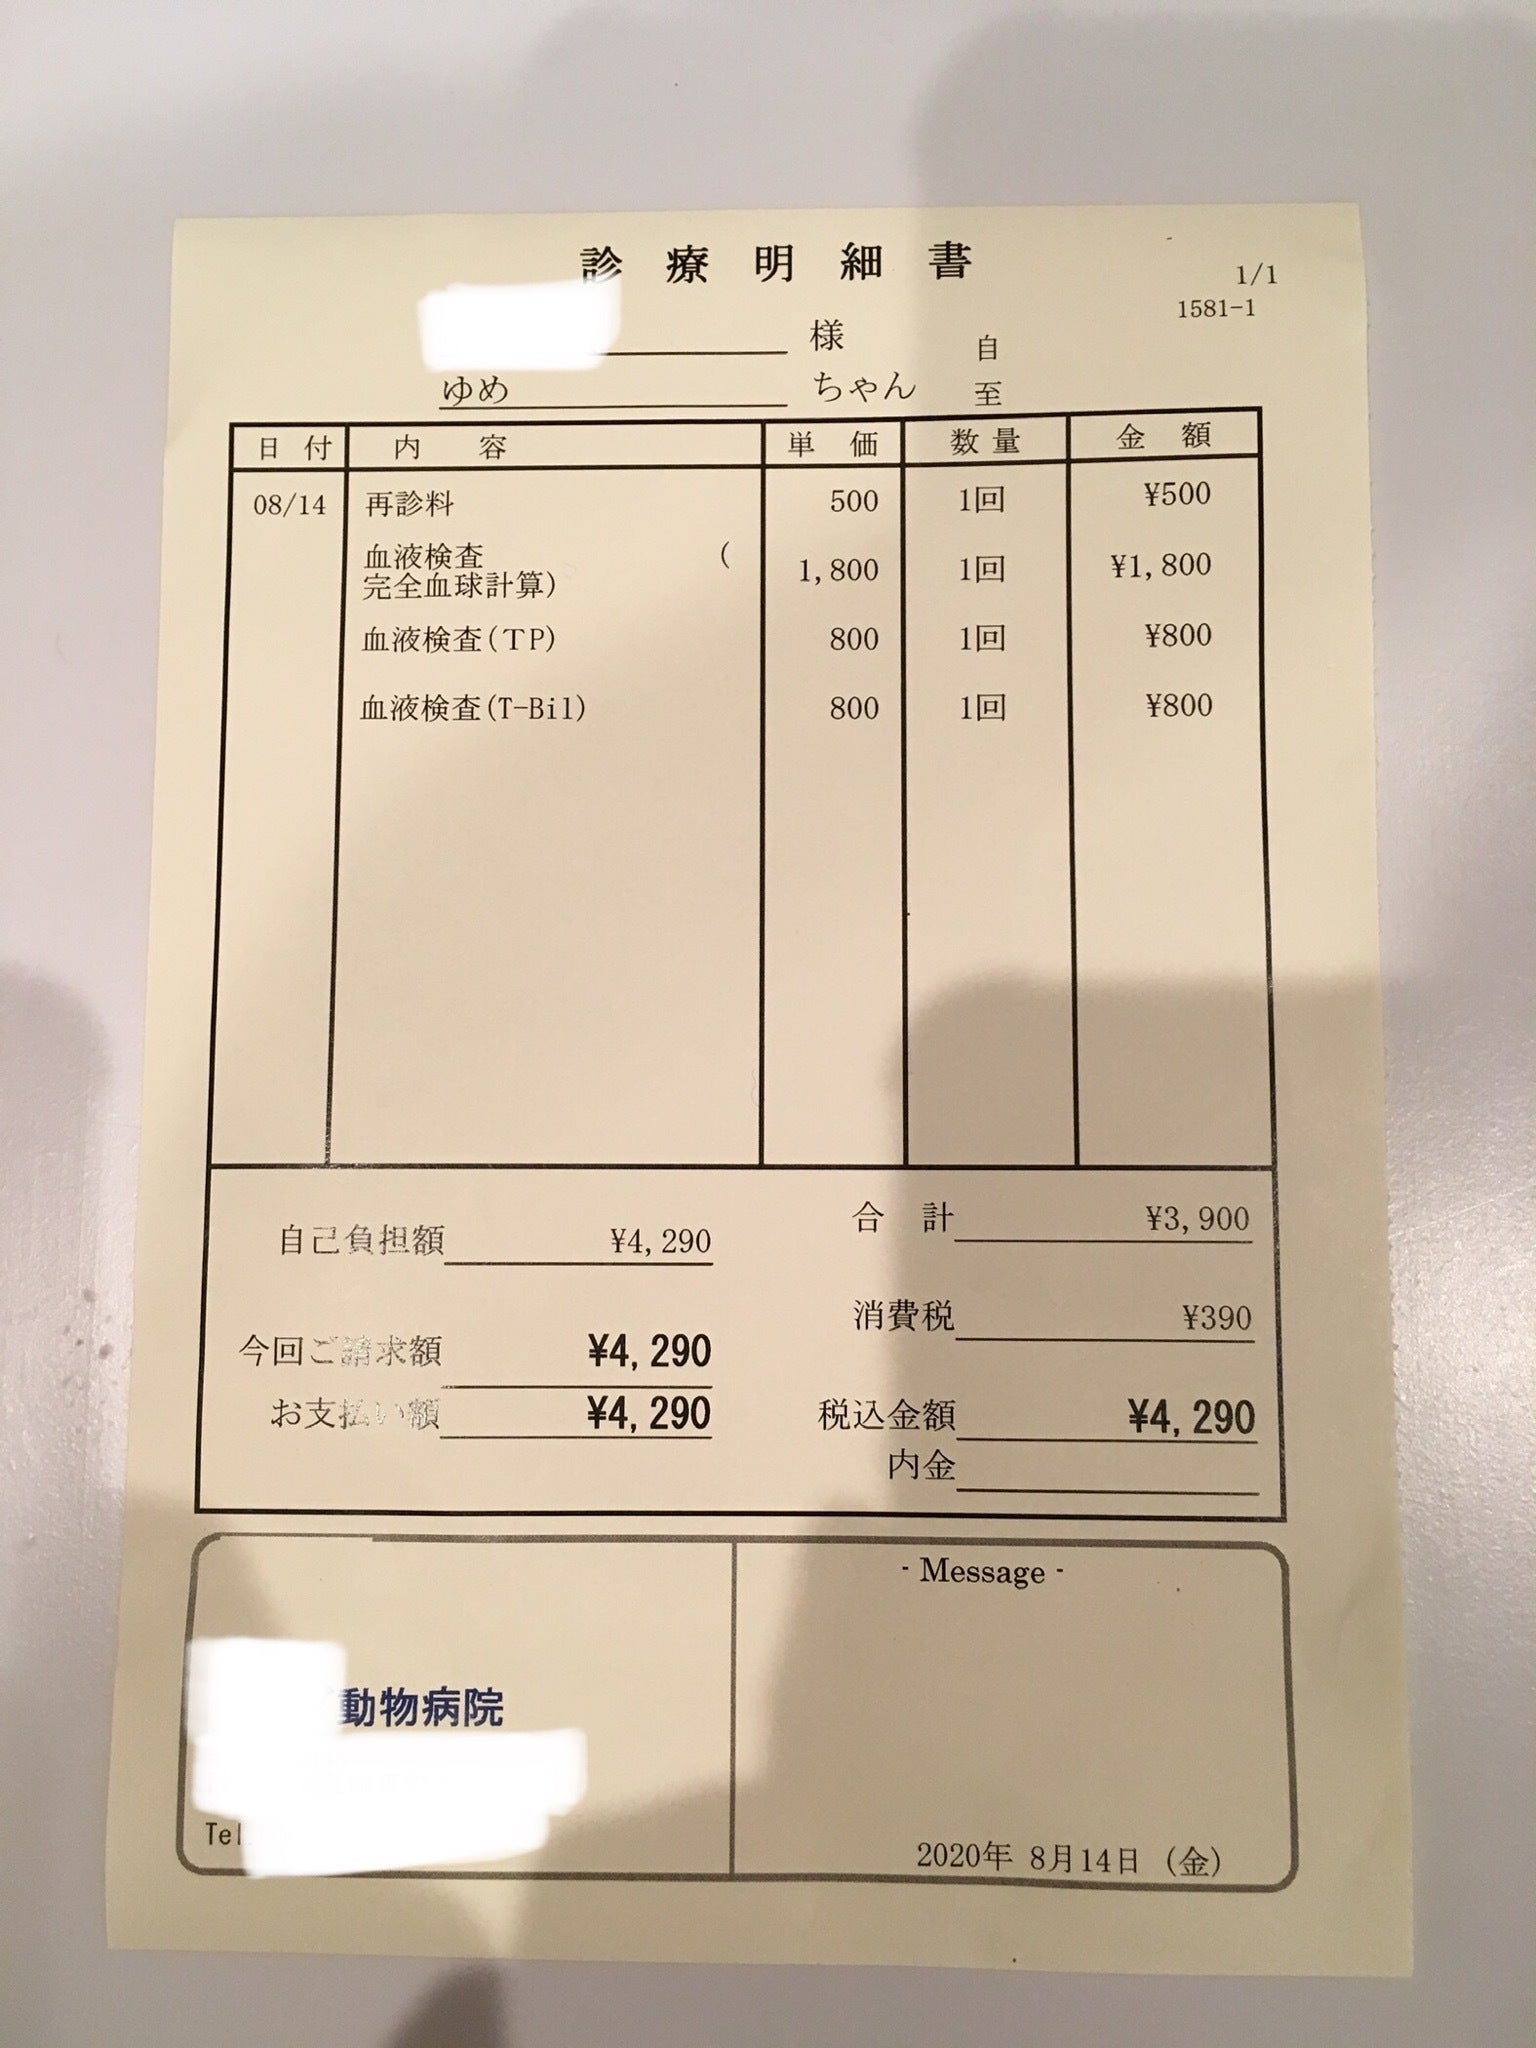 診療明細書
1/1
1581-1
様 自
ゆめ ちゃん 至
日付 内容 単価 数量 金額
08/14 再診料 500 1回 ¥500
血液検査 (
完全血球計算) 1,800 1回 ¥1,800
血液検査(TP) 800 1回 ¥800
血液検査(T-Bil) 800 1回 ¥800
合計 ¥3,900
自己負担額 ¥4,290
消費税 ¥390
今回ご請求額 ¥4,290
お支払い額 ¥4,290
税込金額 ¥4,290
内金
- Message -
動物病院
Tel
2020年 8月14日 (金)